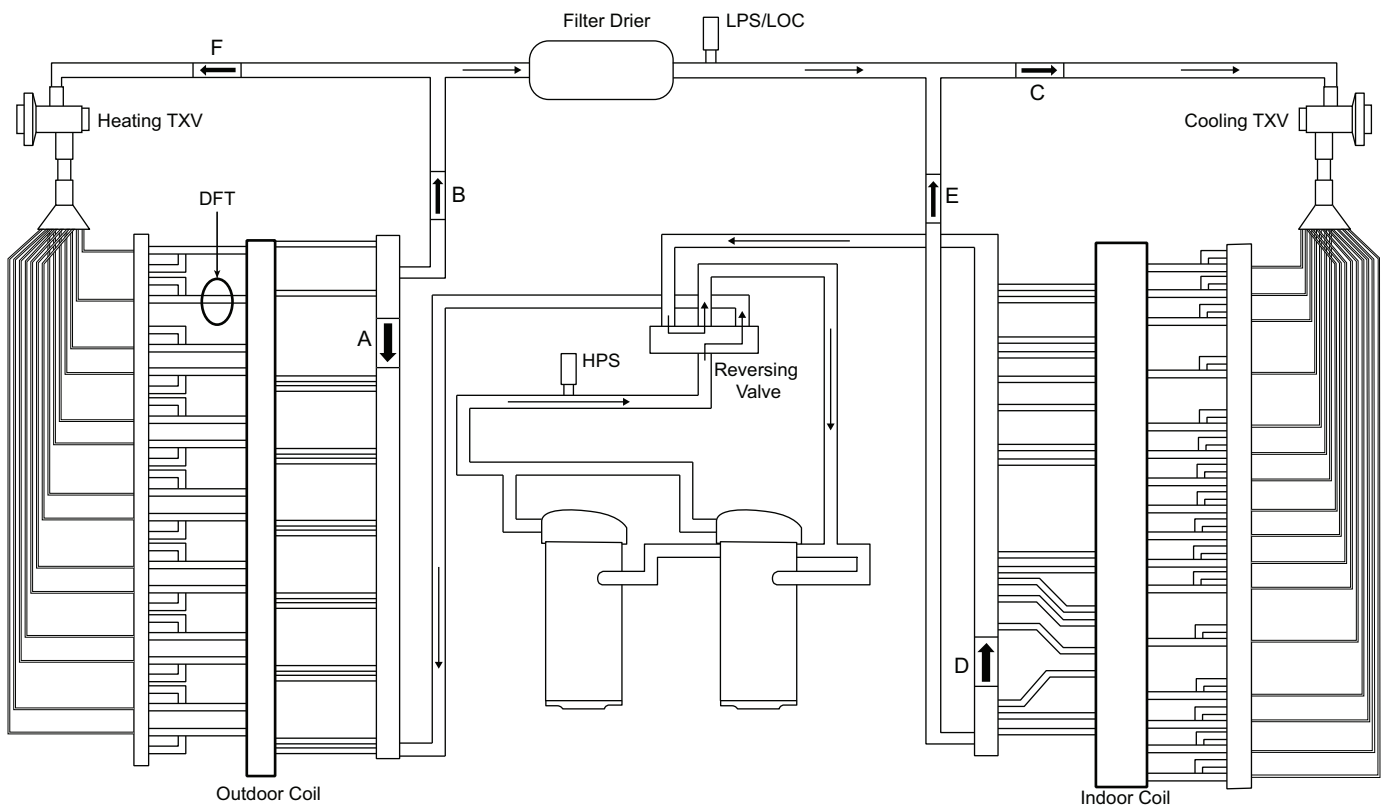 Filter Drier
LPS/LOC
F
C
Heating TXV
Cooling TXV
DFT
B
E
A
HPS
Reversing
Valve
D
Outdoor Coil
Indoor Coil